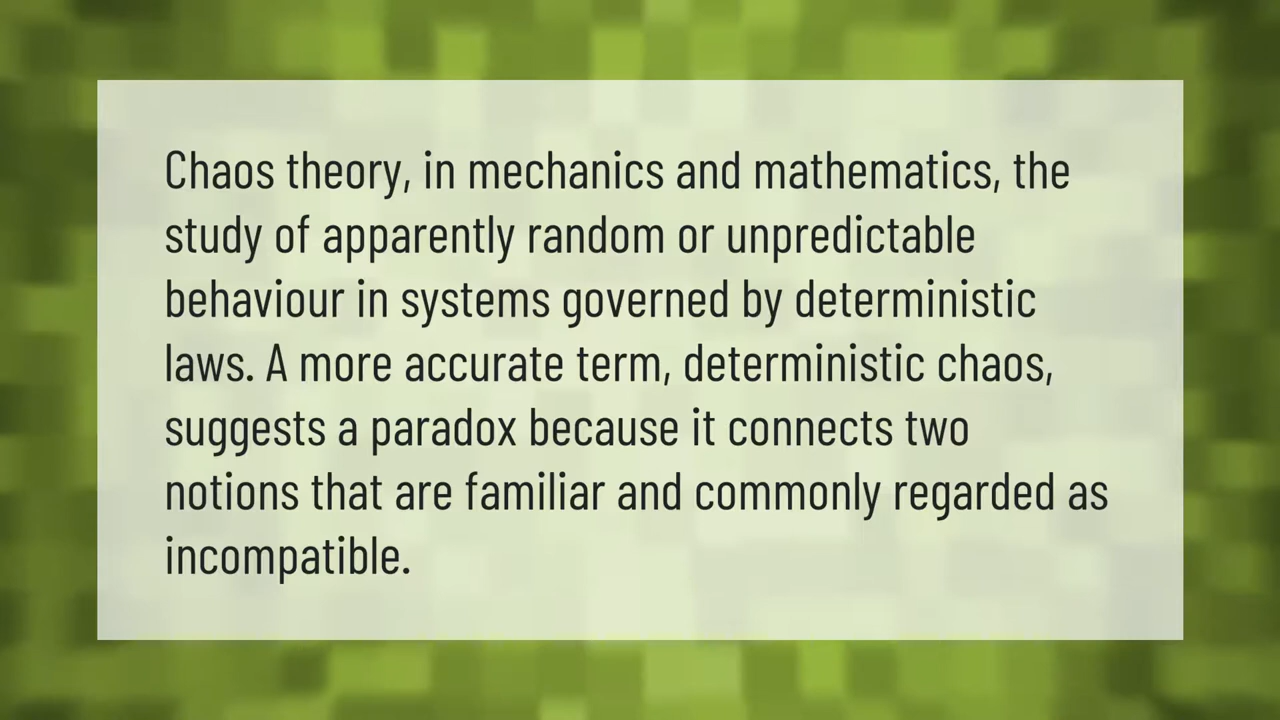 Chaos theory, in mechanics and mathematics, the
study of apparently random or unpredictable
behaviour in systems governed by deterministic
laws. A more accurate term, deterministic chaos,
suggests a paradox because it connects two
notions that are familiar and commonly regarded as
incompatible.